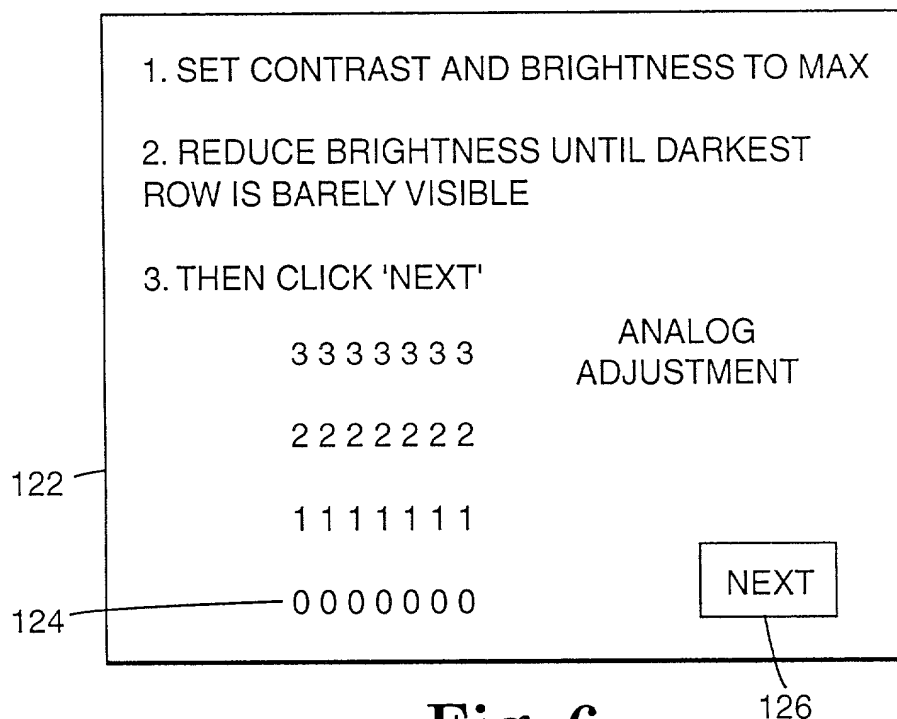 1. SET CONTRAST AND BRIGHTNESS TO MAX
2. REDUCE BRIGHTNESS UNTIL DARKEST
ROW IS BARELY VISIBLE
3. THEN CLICK 'NEXT'
3 3 3 3 3 3 3
ANALOG
ADJUSTMENT
2 2 2 2 2 2 2
122
1 1 1 1 1 1 1
NEXT
124
0 0 0 0 0 0 0
126
Fig. 6